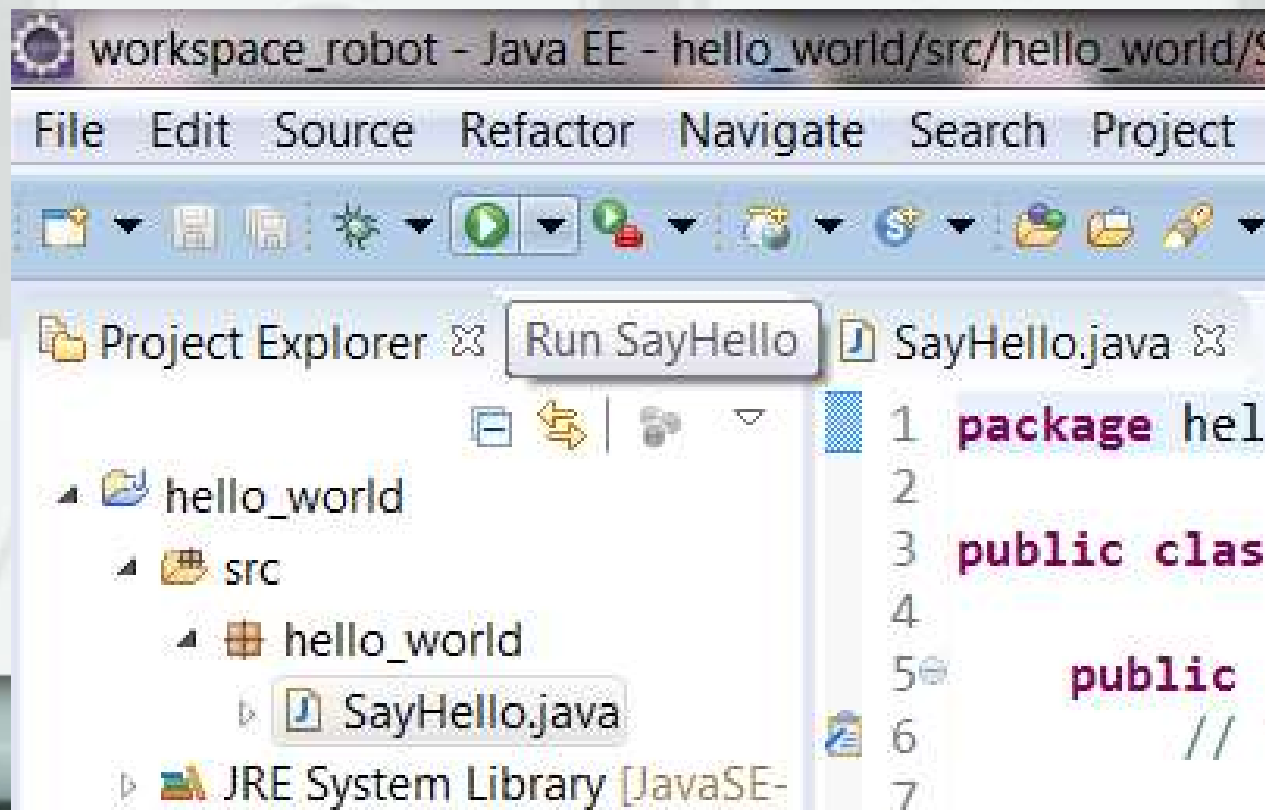 workspace_robot - Java EE - hello_world/src/hello_world/S
File Edit Source Refactor Navigate Search Project
Project Explorer
Run SayHello
SayHello.java
hello_world
src
hello_world
SayHello.java
JRE System Library [JavaSE-
1 package hel
2
3 public clas
4
5 public
6 //
7